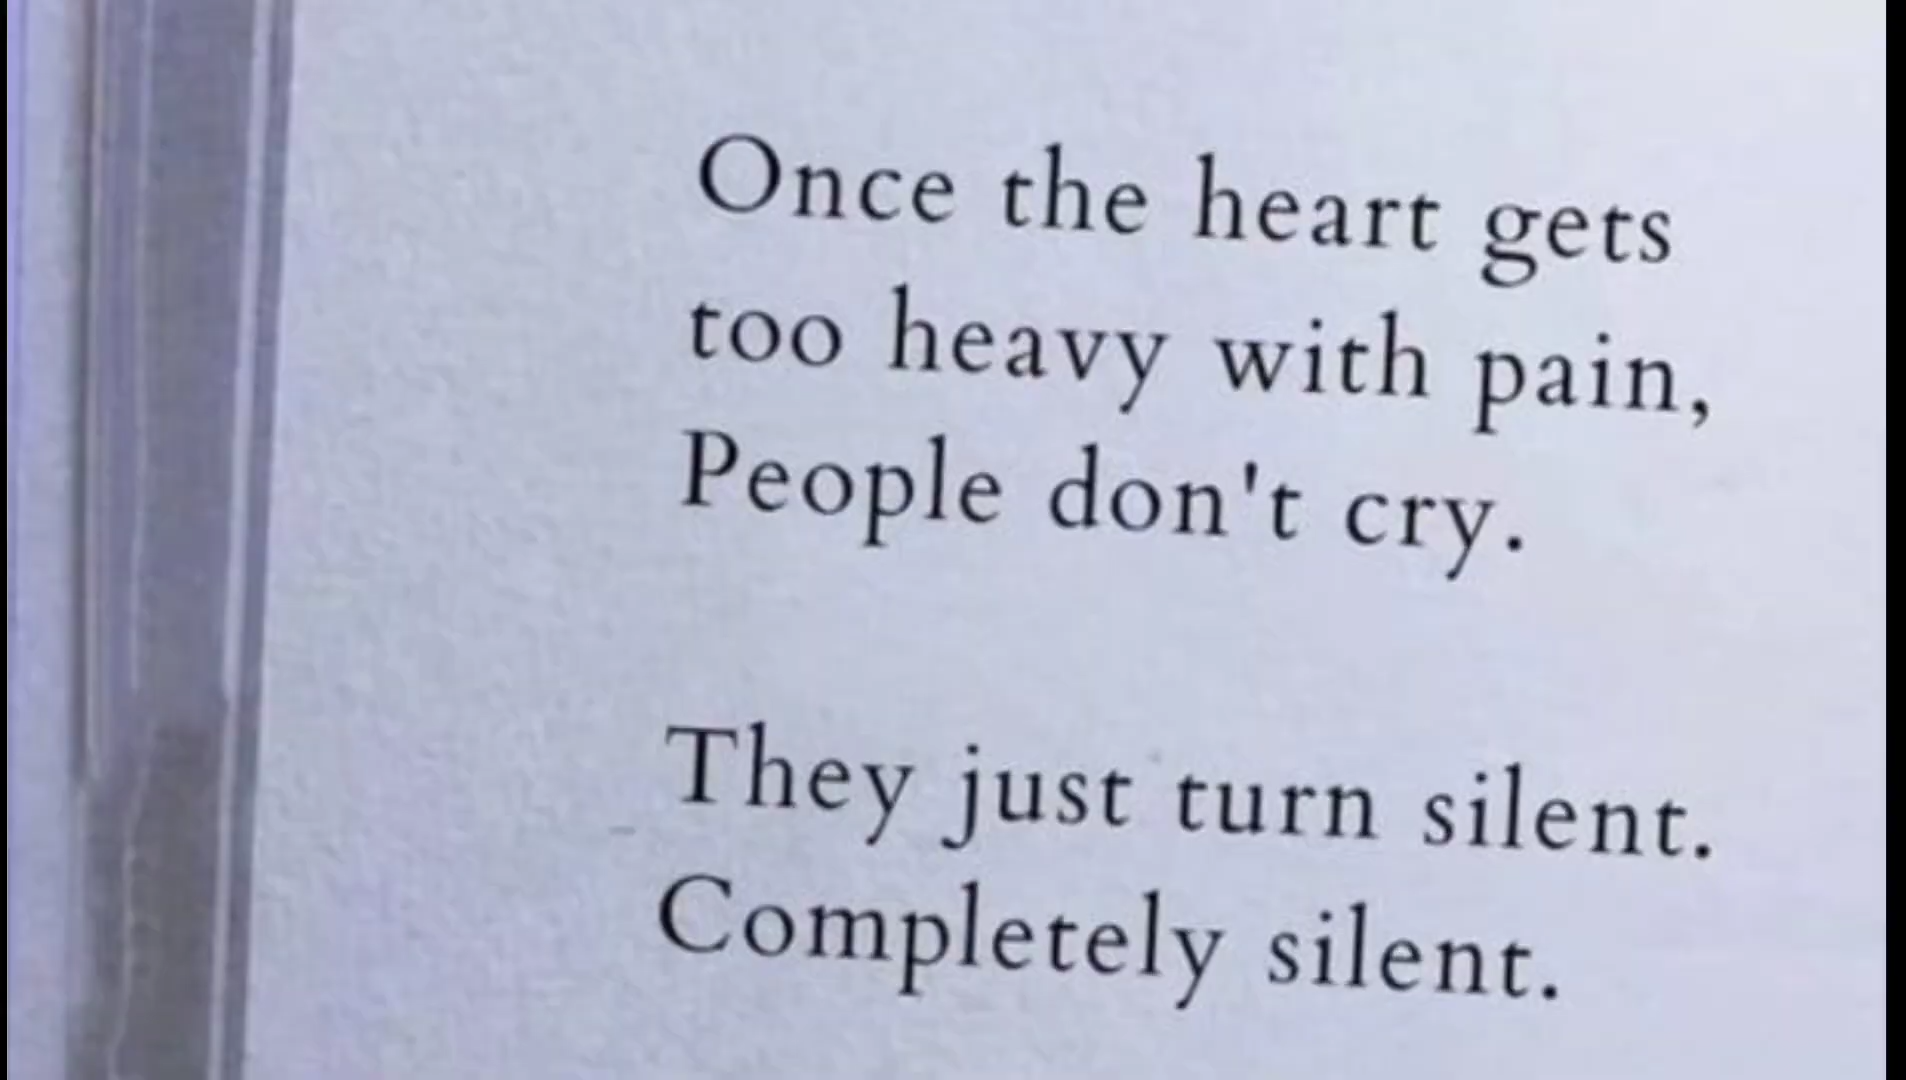 Once the heart gets
too heavy with pain,
People don't cry.
They just turn silent.
Completely silent.